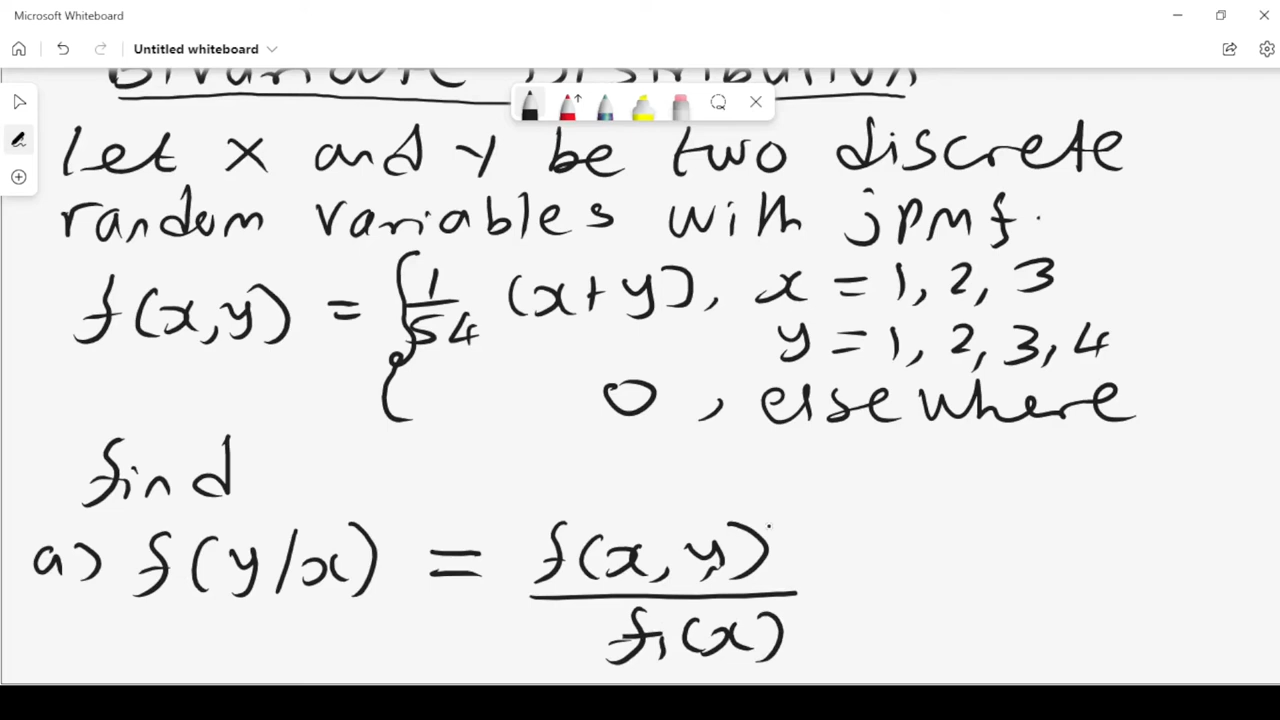 Microsoft Whiteboard
Untitled whiteboard
Bivariate Distribution
Let x and y be two discrete
random variables with jpmf.
f(x,y) = { 1/54 (x+y), x = 1, 2, 3
y = 1, 2, 3, 4
0, elsewhere
find
a) f(y/x) = f(x,y) / f₁(x)